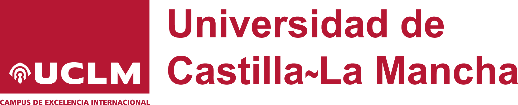 UCLM
CAMPUS DE EXCELENCIA INTERNACIONAL
Universidad de
Castilla~La Mancha